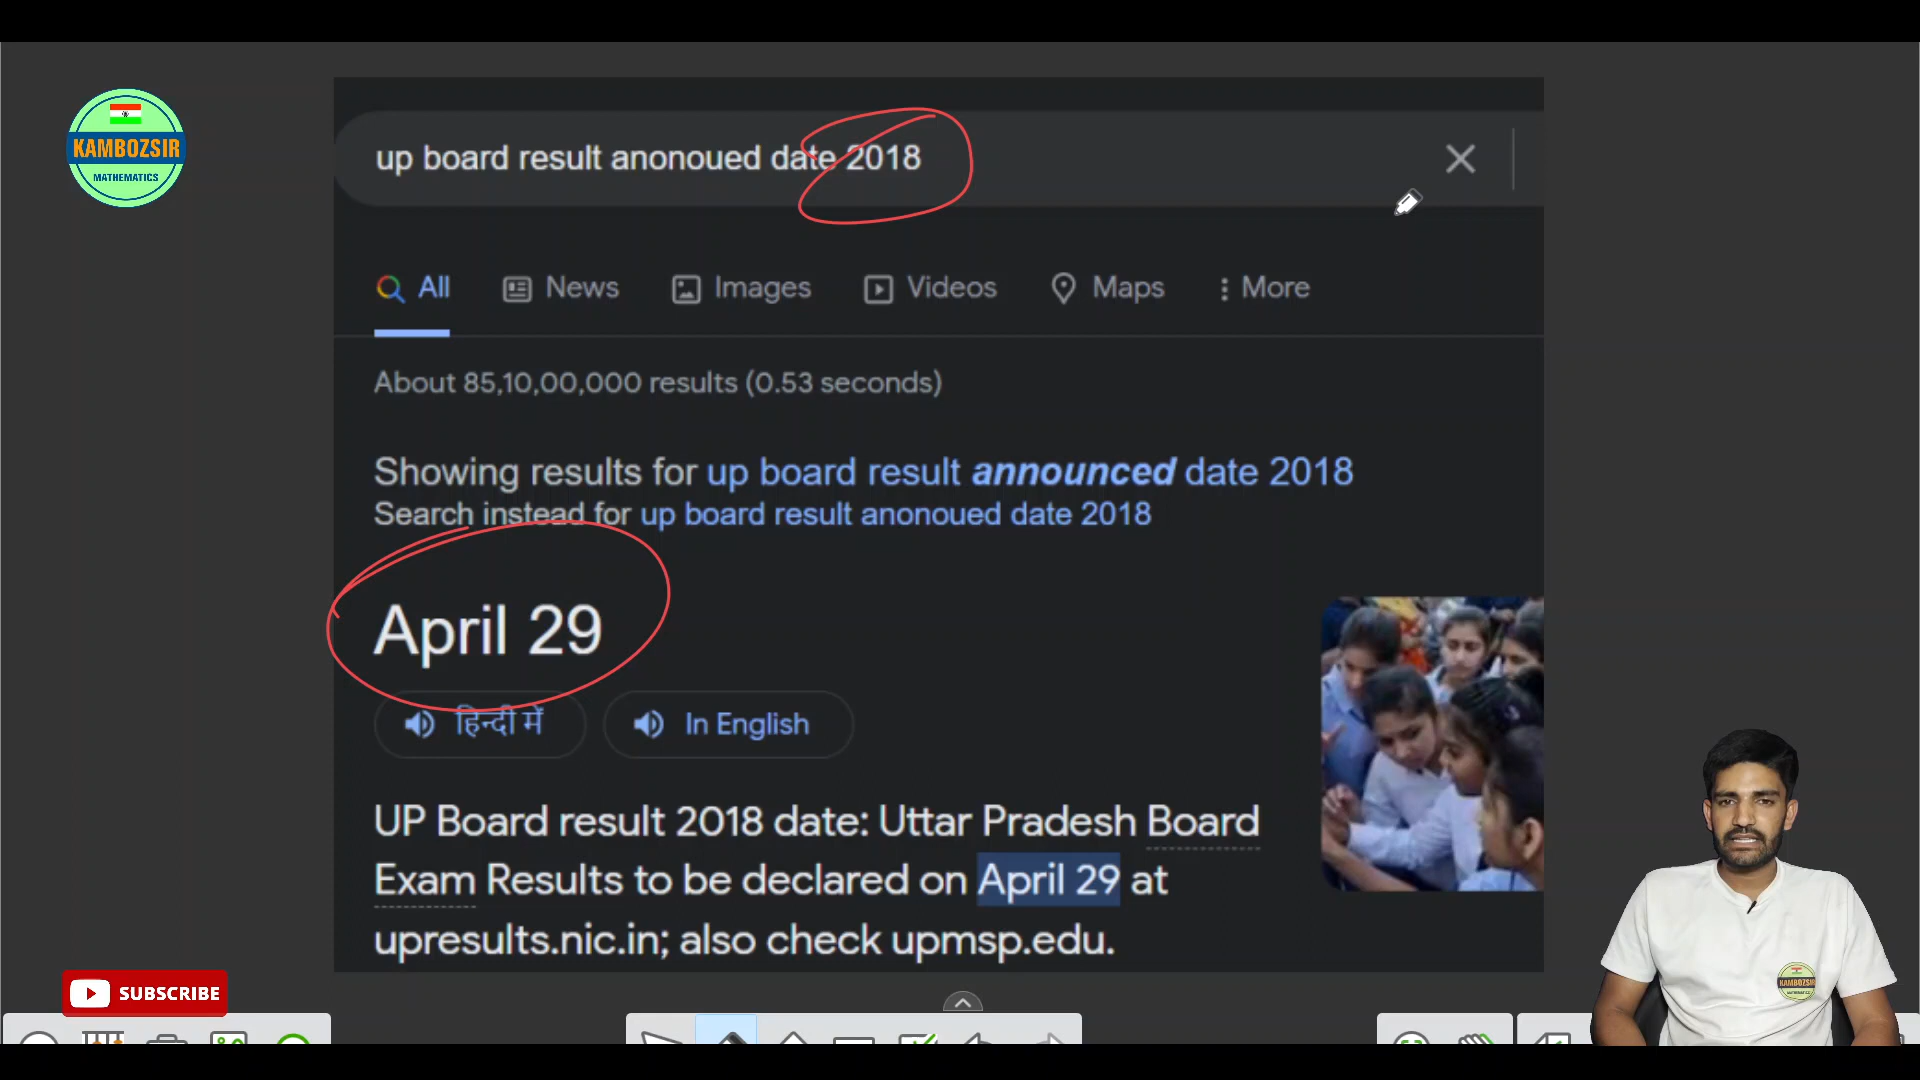 KAMBOZSIR
MATHEMATICS
up board result anonoued date 2018
All News Images Videos Maps More
About 85,10,00,000 results (0.53 seconds)
Showing results for up board result announced date 2018
Search instead for up board result anonoued date 2018
April 29
हिन्दी में In English
UP Board result 2018 date: Uttar Pradesh Board
Exam Results to be declared on April 29 at
upresults.nic.in; also check upmsp.edu.
KAMBOZSIR
MATHEMATICS
SUBSCRIBE